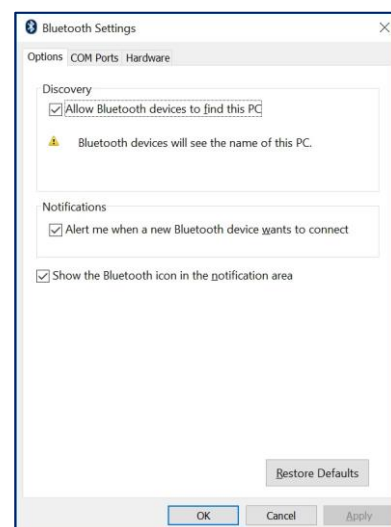 Bluetooth Settings
Options COM Ports Hardware
Discovery
Allow Bluetooth devices to find this PC
Bluetooth devices will see the name of this PC.
Notifications
Alert me when a new Bluetooth device wants to connect
Show the Bluetooth icon in the notification area
Restore Defaults
OK Cancel Apply